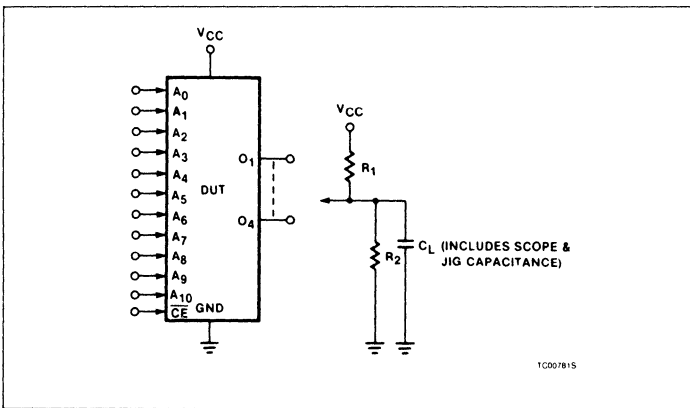 VCC
A0
A1
A2
A3
A4
A5
A6
A7
A8
A9
A10
CE GND
DUT
O1
O4
VCC
R1
R2
CL (INCLUDES SCOPE &
JIG CAPACITANCE)
TC00781S